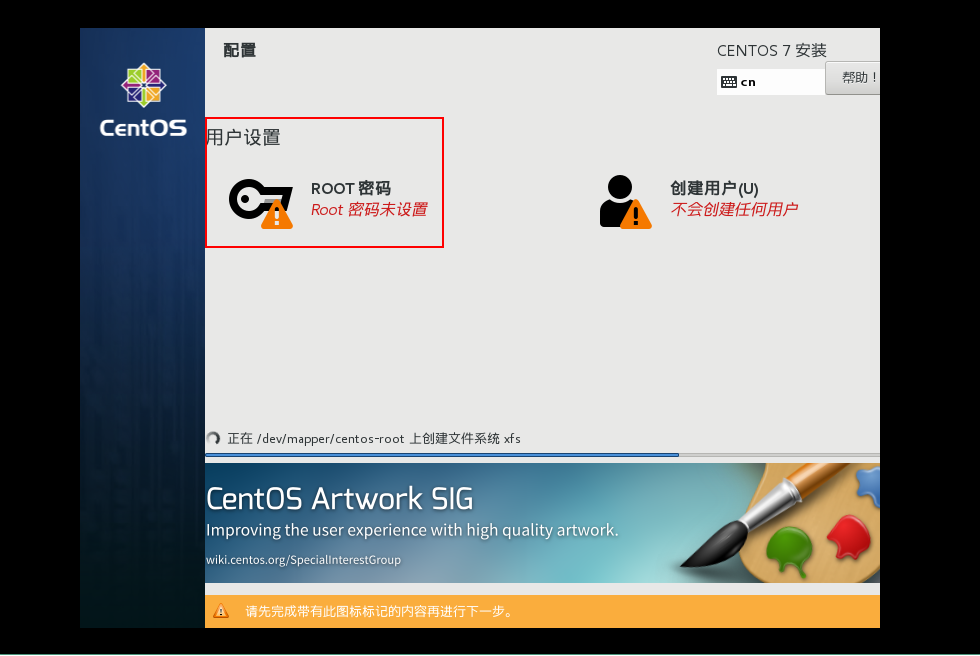 配置
CENTOS 7 安装
cn
帮助！
CentOS
用户设置
ROOT 密码
Root 密码未设置
创建用户(U)
不会创建任何用户
正在 /dev/mapper/centos-root 上创建文件系统 xfs
CentOS Artwork SIG
Improving the user experience with high quality artwork.
wiki.centos.org/SpecialInterestGroup
请先完成带有此图标标记的内容再进行下一步。